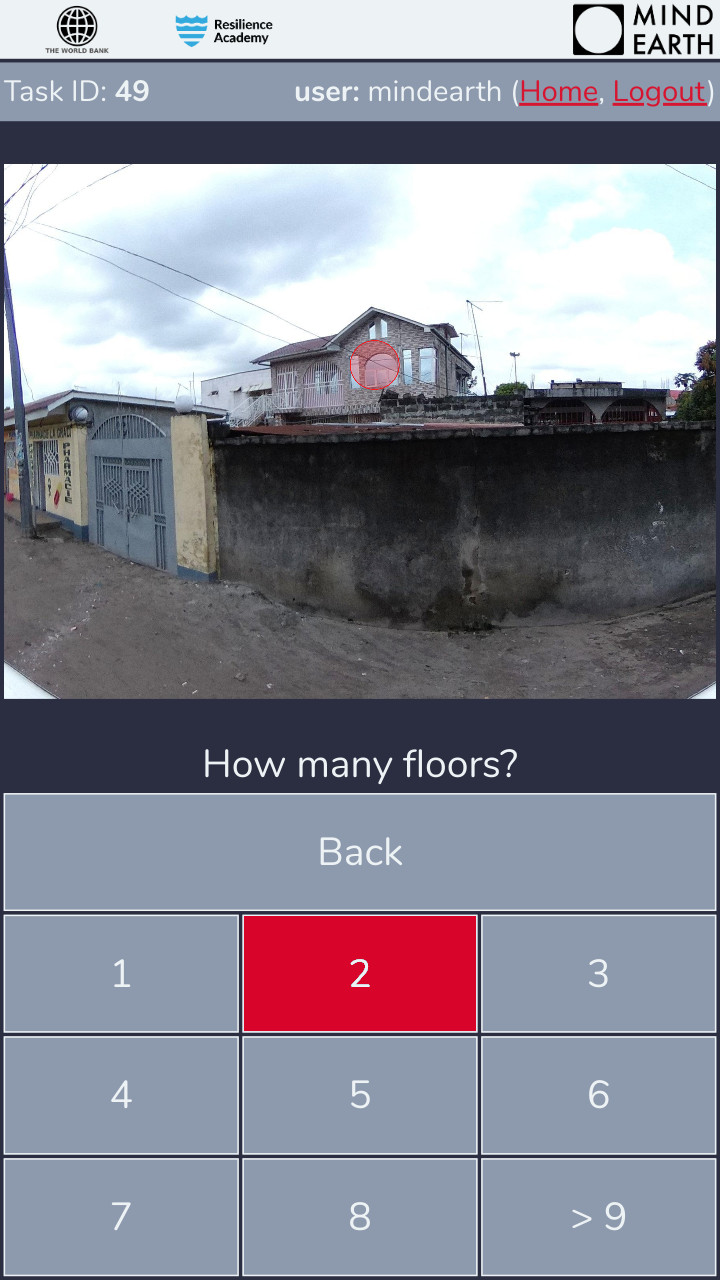 THE WORLD BANK
Resilience
Academy
MIND
EARTH
Task ID: 49
user: mindearth (Home, Logout)
PHARMACIE
How many floors?
Back
1
2
3
4
5
6
7
8
> 9